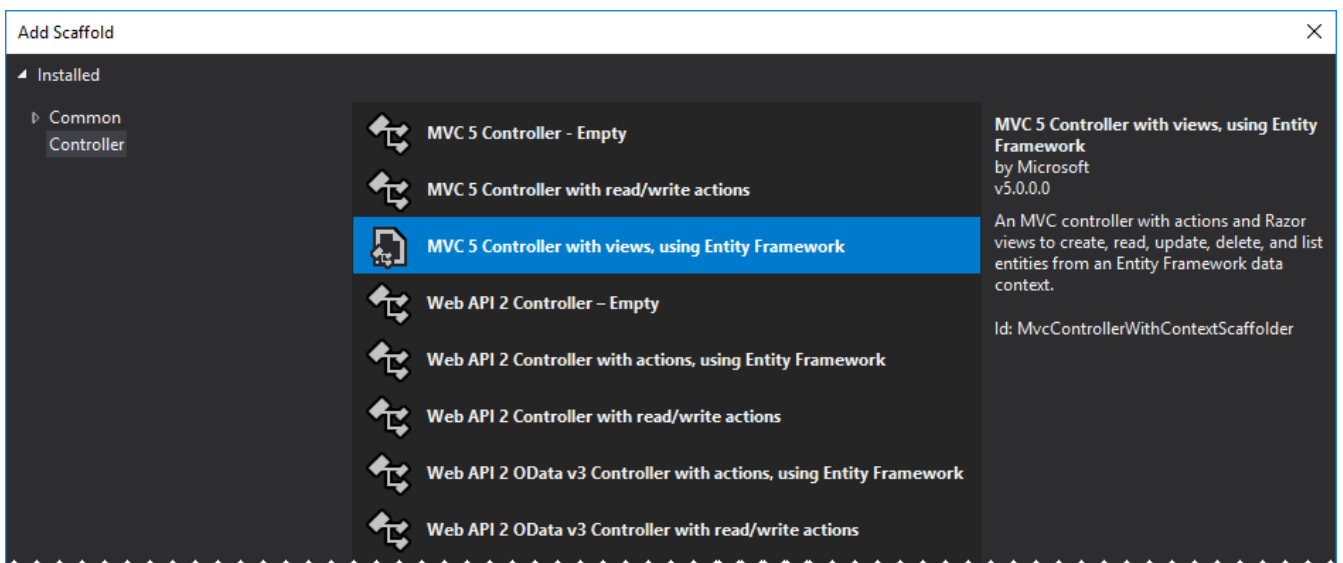 Add Scaffold
Installed
Common
Controller
MVC 5 Controller - Empty
MVC 5 Controller with read/write actions
MVC 5 Controller with views, using Entity Framework
Web API 2 Controller – Empty
Web API 2 Controller with actions, using Entity Framework
Web API 2 Controller with read/write actions
Web API 2 OData v3 Controller with actions, using Entity Framework
Web API 2 OData v3 Controller with read/write actions
MVC 5 Controller with views, using Entity
Framework
by Microsoft
v5.0.0.0
An MVC controller with actions and Razor
views to create, read, update, delete, and list
entities from an Entity Framework data
context.
Id: MvcControllerWithContextScaffolder